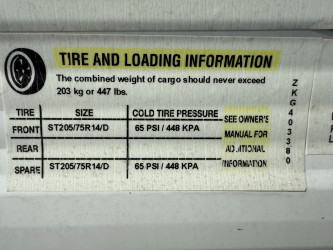 TIRE AND LOADING INFORMATION
The combined weight of cargo should never exceed
203 kg or 447 lbs.
TIRE SIZE COLD TIRE PRESSURE SEE OWNER'S
FRONT ST205/75R14/D 65 PSI / 448 KPA MANUAL FOR
REAR ADDITIONAL
SPARE ST205/75R14/D 65 PSI / 448 KPA INFORMATION
ZKG403380